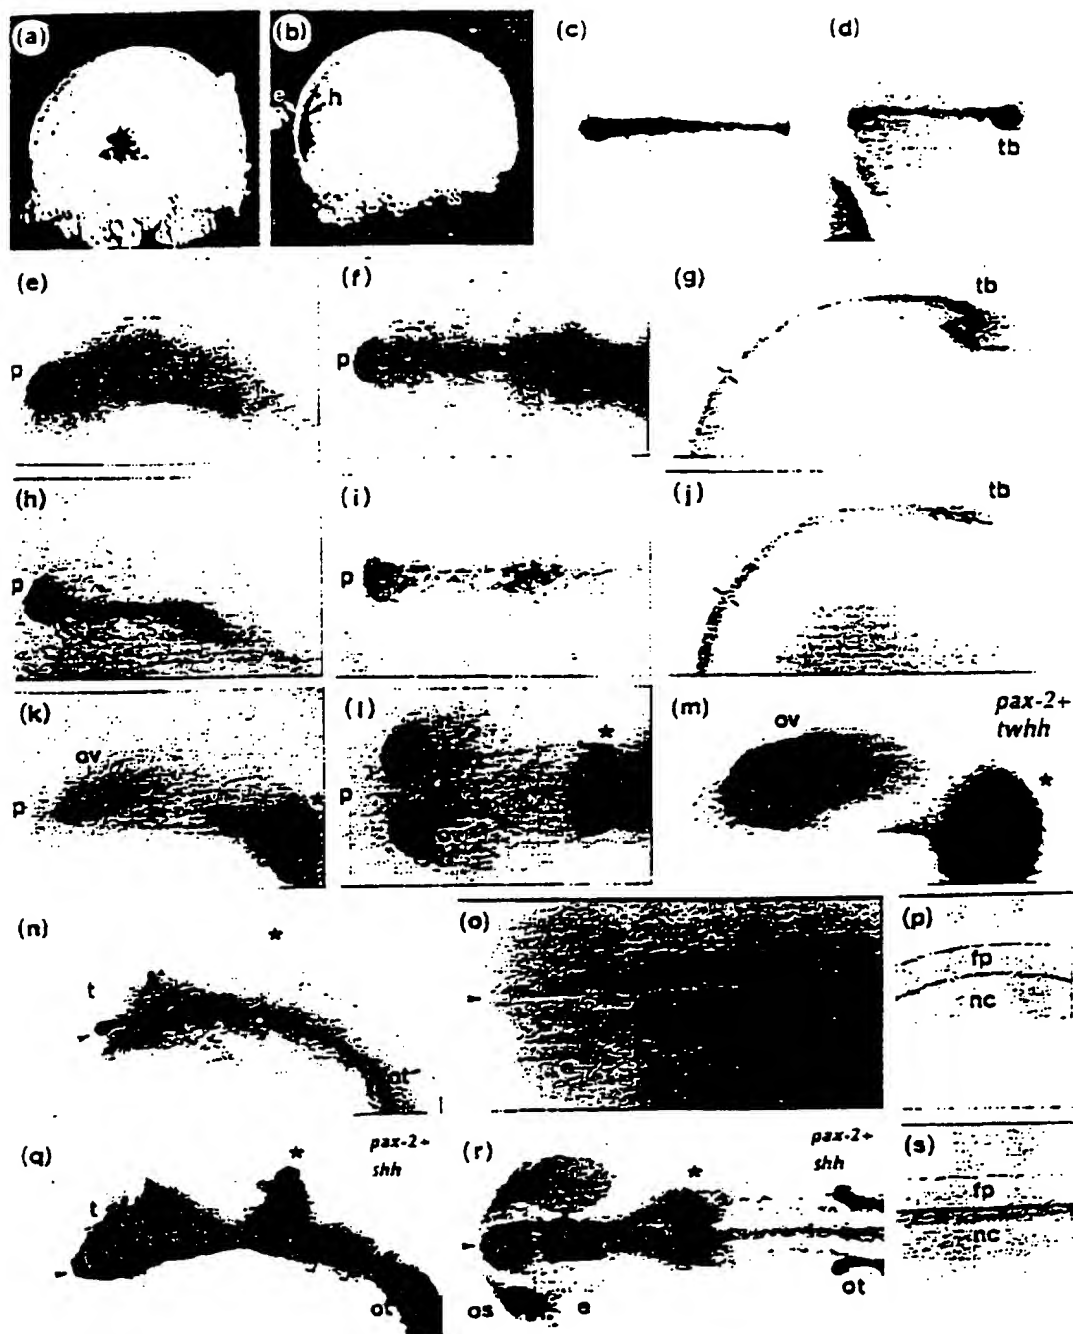 (a)
(b)
(c)
(d)
e
h
tb
(e)
(f)
(g)
tb
p
p
(h)
(i)
(j)
tb
p
p
(k)
(l)
(m)
pax-2+
twhh
ov
*
ov
*
p
p
*
(n)
*
(o)
(p)
t
fp
nc
ot
(q)
pax-2+
shh
*
(r)
*
pax-2+
shh
(s)
t
fp
nc
ot
os
e
ot